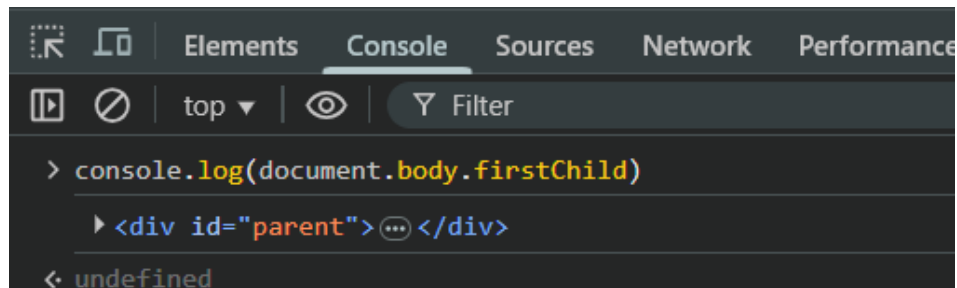 Elements Console Sources Network Performance
top ▼ Filter
> console.log(document.body.firstChild)
▶ <div id="parent">⋯</div>
<· undefined